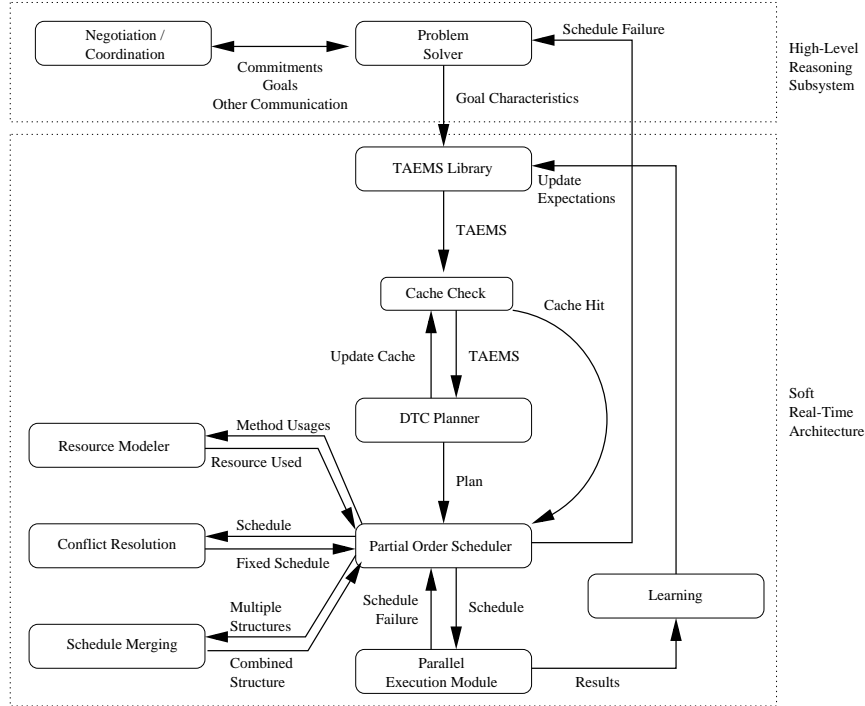 Negotiation /
Coordination
Problem
Solver
Schedule Failure
Commitments
Goals
Other Communication
Goal Characteristics
High-Level
Reasoning
Subsystem
TAEMS Library
Update
Expectations
TAEMS
Cache Check
Cache Hit
Update Cache
TAEMS
DTC Planner
Soft
Real-Time
Architecture
Method Usages
Resource Modeler
Resource Used
Plan
Schedule
Conflict Resolution
Partial Order Scheduler
Fixed Schedule
Multiple
Structures
Schedule
Failure
Schedule
Learning
Schedule Merging
Combined
Structure
Parallel
Execution Module
Results